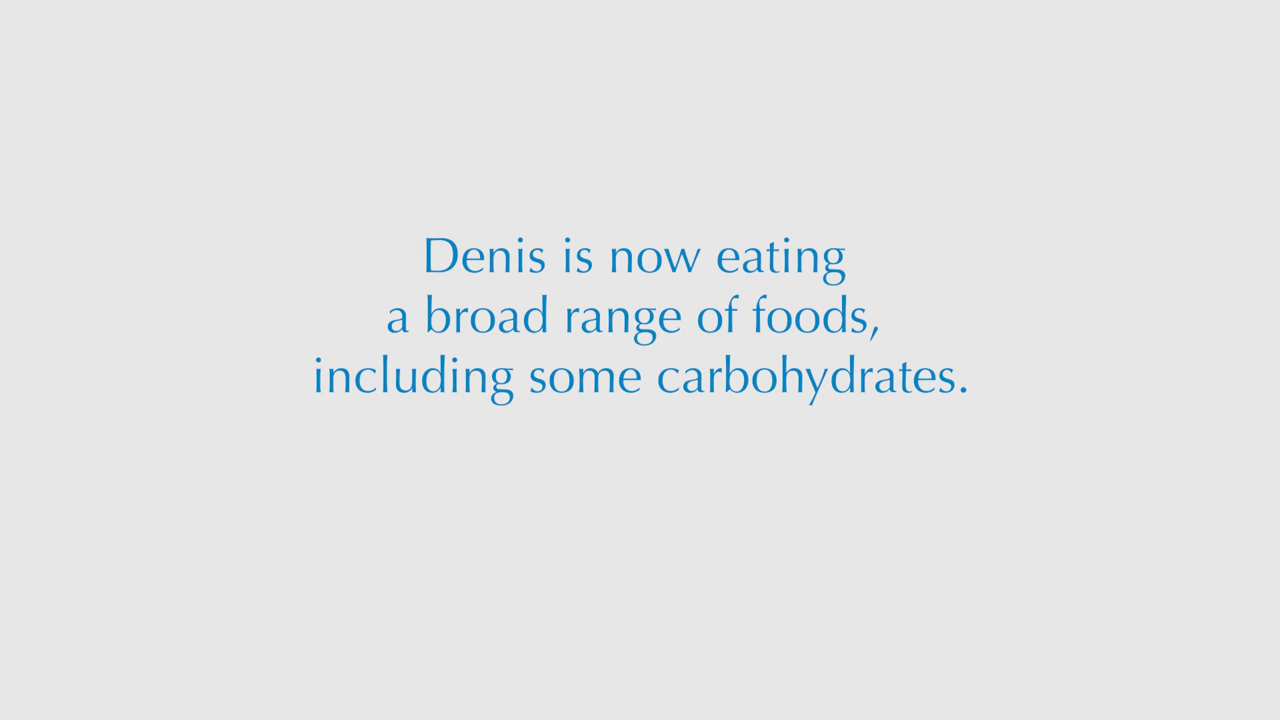 Denis is now eating
a broad range of foods,
including some carbohydrates.